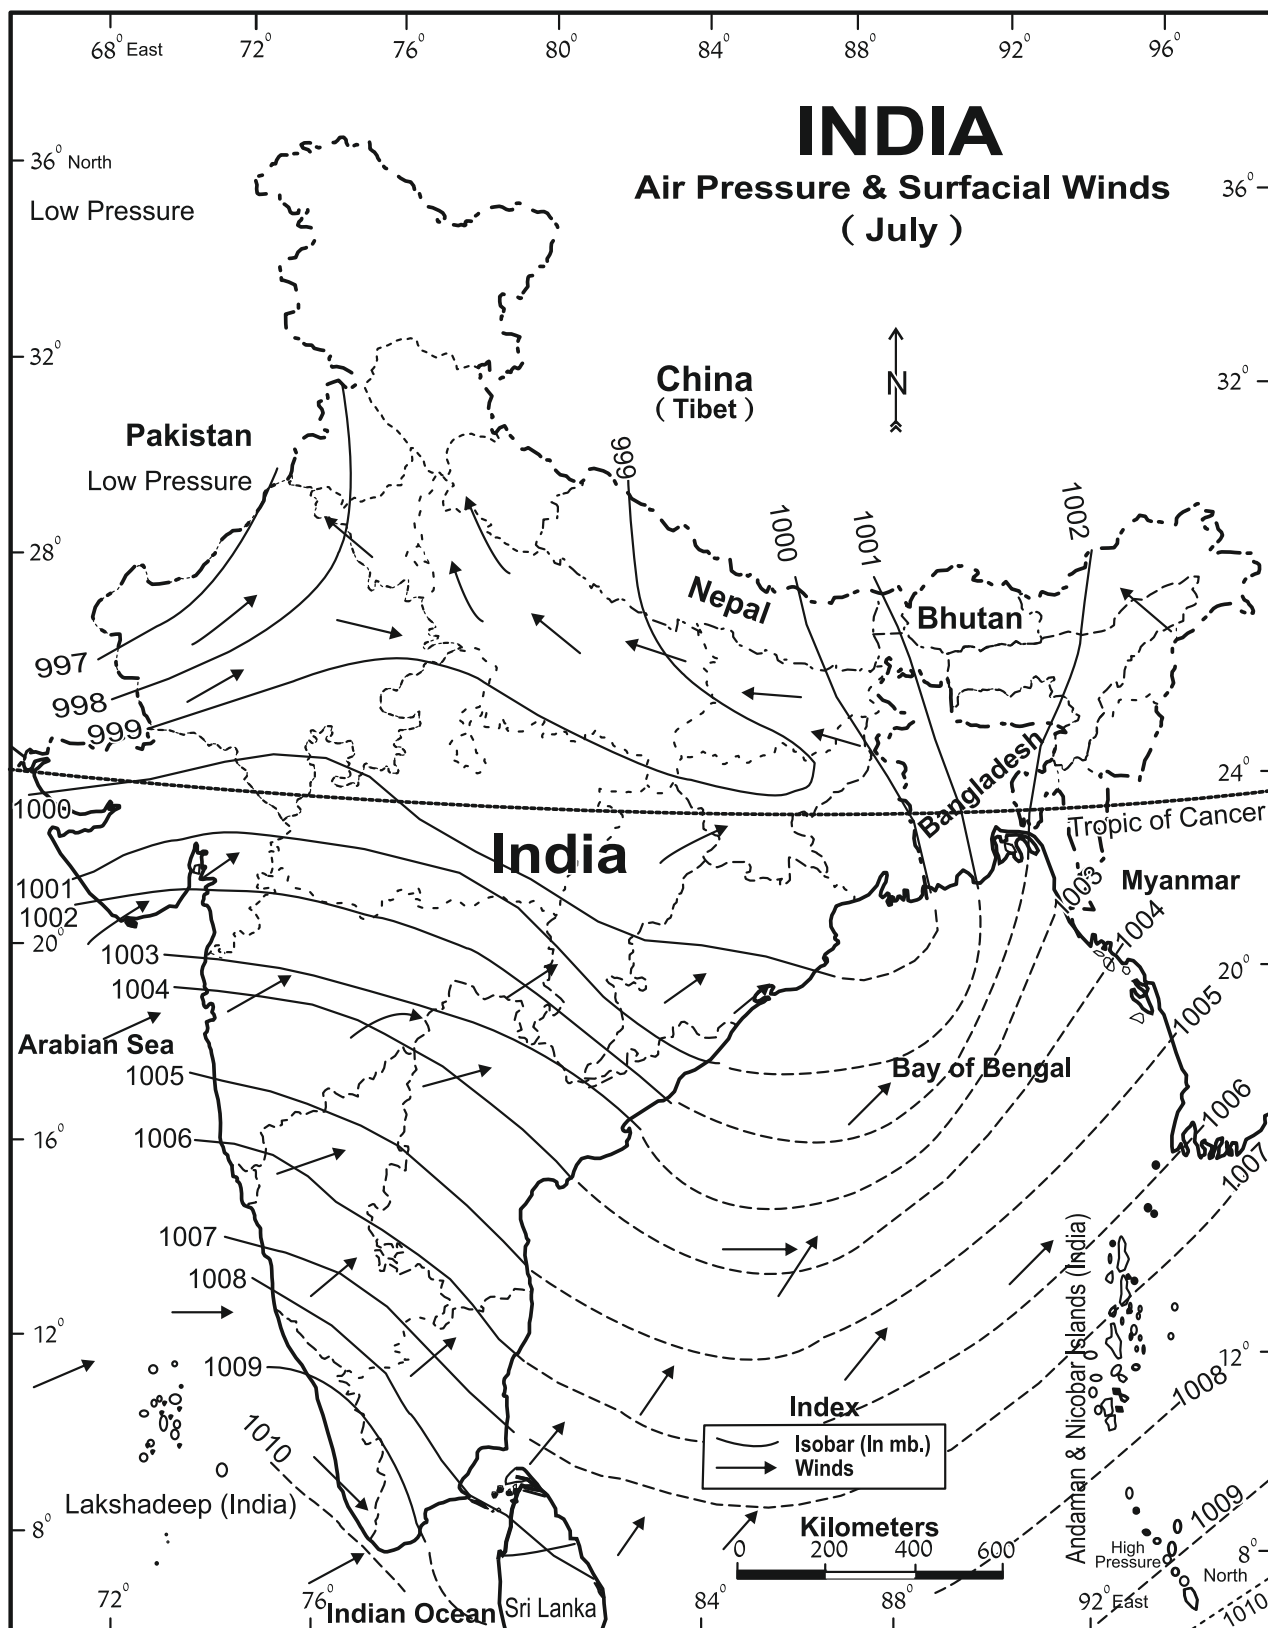 68° East 72° 76° 80° 84° 88° 92° 96°
INDIA
Air Pressure & Surfacial Winds
( July )
36° North
36°
Low Pressure
32°
32°
China
( Tibet )
N
Pakistan
Low Pressure
999
1000
1001
1002
28°
Nepal
Bhutan
997
998
999
1000
Bangladesh
24°
Tropic of Cancer
India
1001
1002
1003
1004
Myanmar
20°
20°
1003
1004
1005
Arabian Sea
Bay of Bengal
1005
1006
16°
1006
1007
1007
1008
Andaman & Nicobar Islands (India)
12°
12°
1009
1008
1010
Index
Isobar (In mb.)
Winds
Lakshadeep (India)
8°
Kilometers
0 200 400 600
1009
High
Pressure
8°
North
1010
72° 76° 84° 88° 92° East
Indian Ocean
Sri Lanka